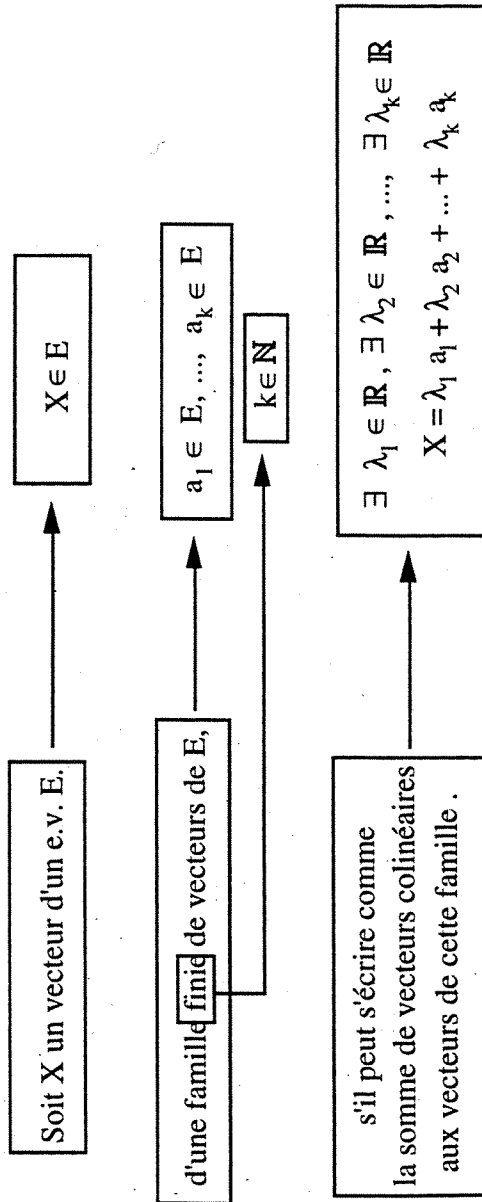 Soit X un vecteur d'un e.v. E.
X ∈ E
d'une famille finie de vecteurs de E,
a₁ ∈ E, ..., aₖ ∈ E
k ∈ ℕ
s'il peut s'écrire comme
la somme de vecteurs colinéaires
aux vecteurs de cette famille .
∃ λ₁ ∈ ℝ , ∃ λ₂ ∈ ℝ , ..., ∃ λₖ ∈ ℝ
X = λ₁ a₁ + λ₂ a₂ + ... + λₖ aₖ